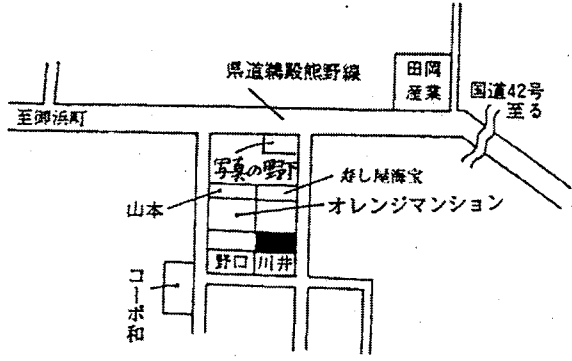 県道鵜殿熊野線
田岡
産業
国道42号
至る
至御浜町
写真の野下
寿し屋海宝
山本
オレンジマンション
野口
川井
コーポ和